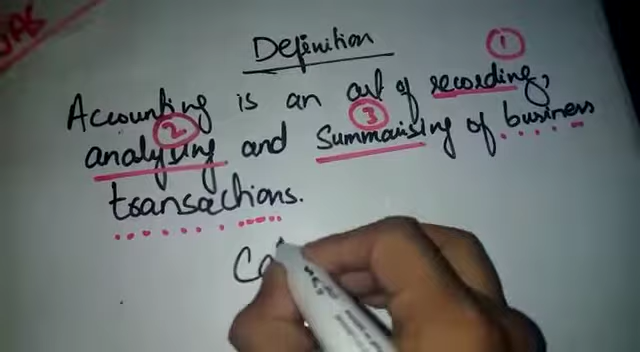 Definition
1
Accounting is an art of recording,
2 3
analysing and Summarising of business
transactions.